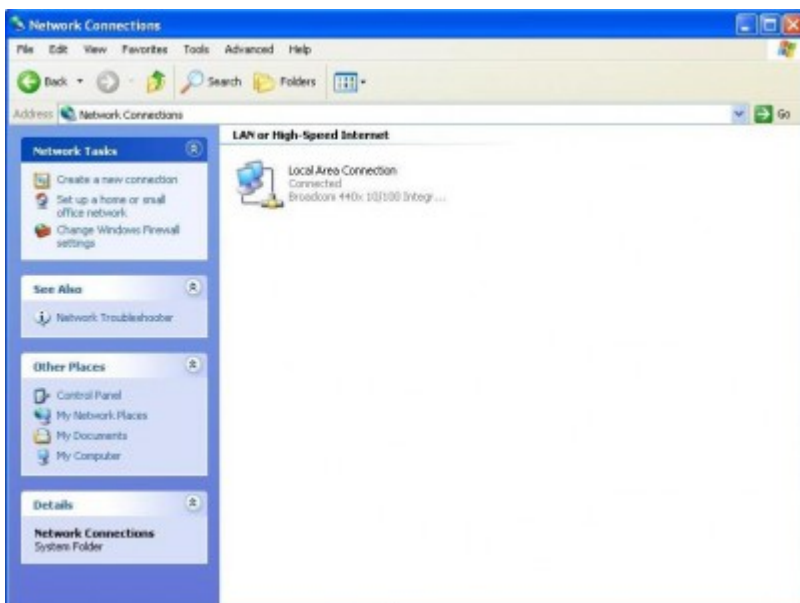 Network Connections
File Edit View Favorites Tools Advanced Help
Back Search Folders
Address Network Connections Go
Network Tasks
Create a new connection
Set up a home or small
office network
Change Windows Firewall
settings
See Also
Network Troubleshooter
Other Places
Control Panel
My Network Places
My Documents
My Computer
Details
Network Connections
System Folder
LAN or High-Speed Internet
Local Area Connection
Connected
Broadcom 440x 10/100 Integr...